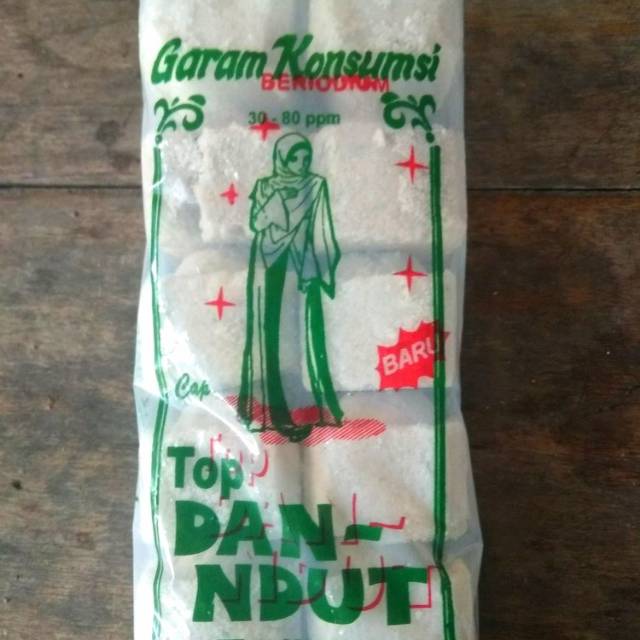 Garam Konsumsi
BERIODIUM
30 - 80 ppm
BARU
Cap
Top
DAN-
NDUT